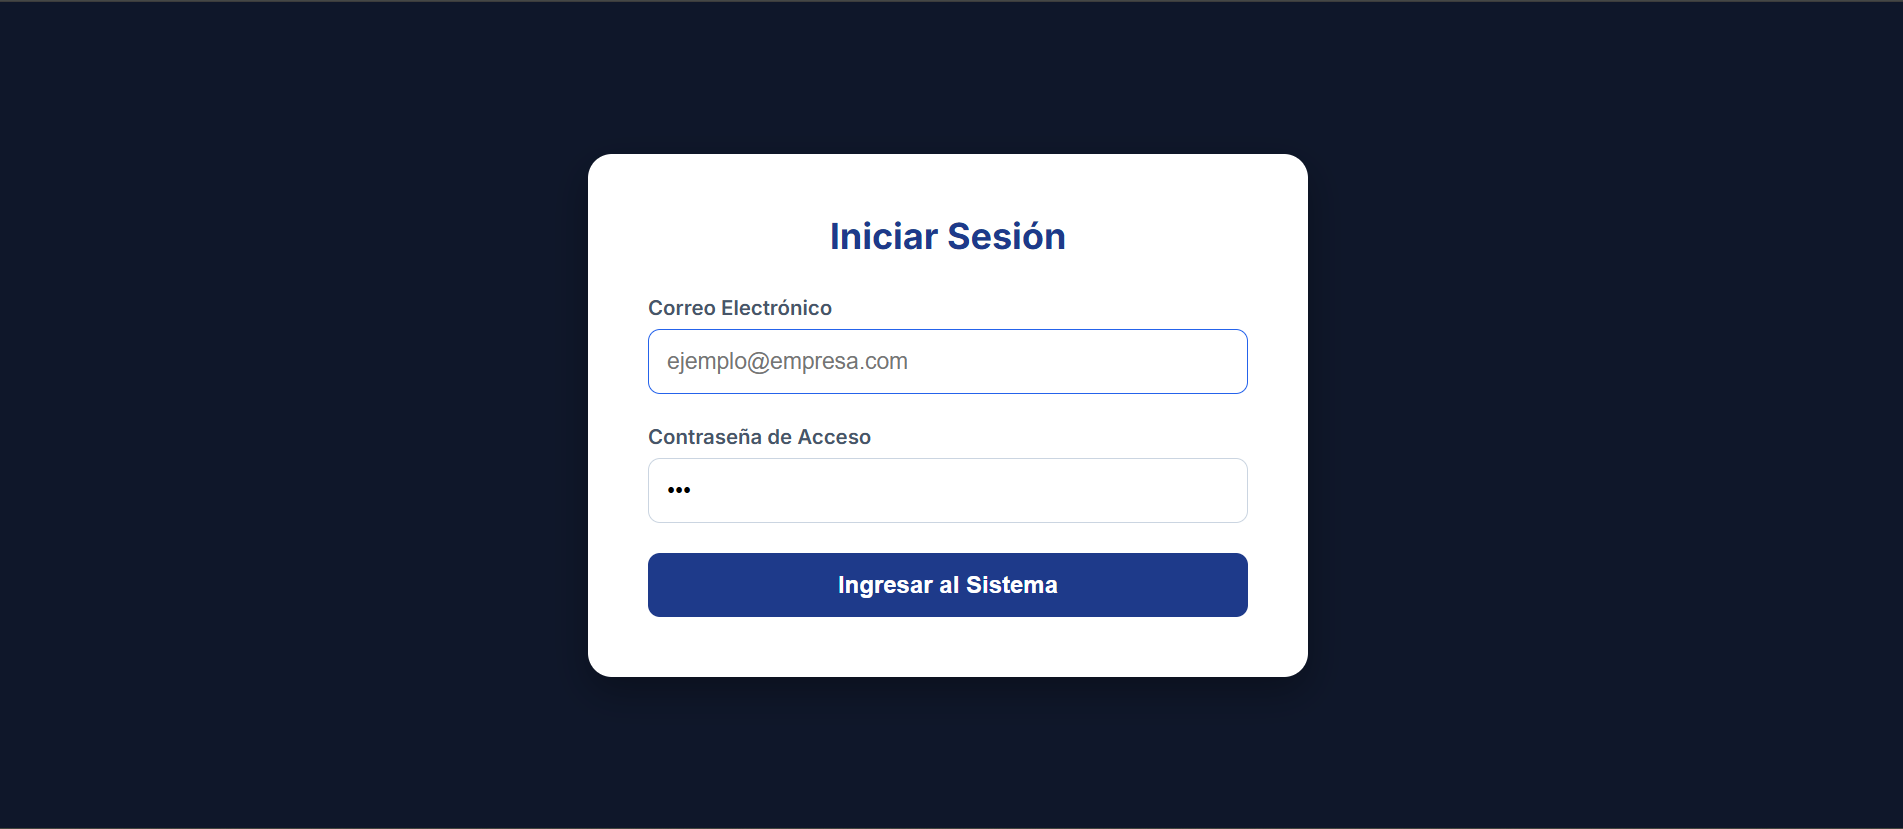 Iniciar Sesión
Correo Electrónico
ejemplo@empresa.com
Contraseña de Acceso
•••
Ingresar al Sistema